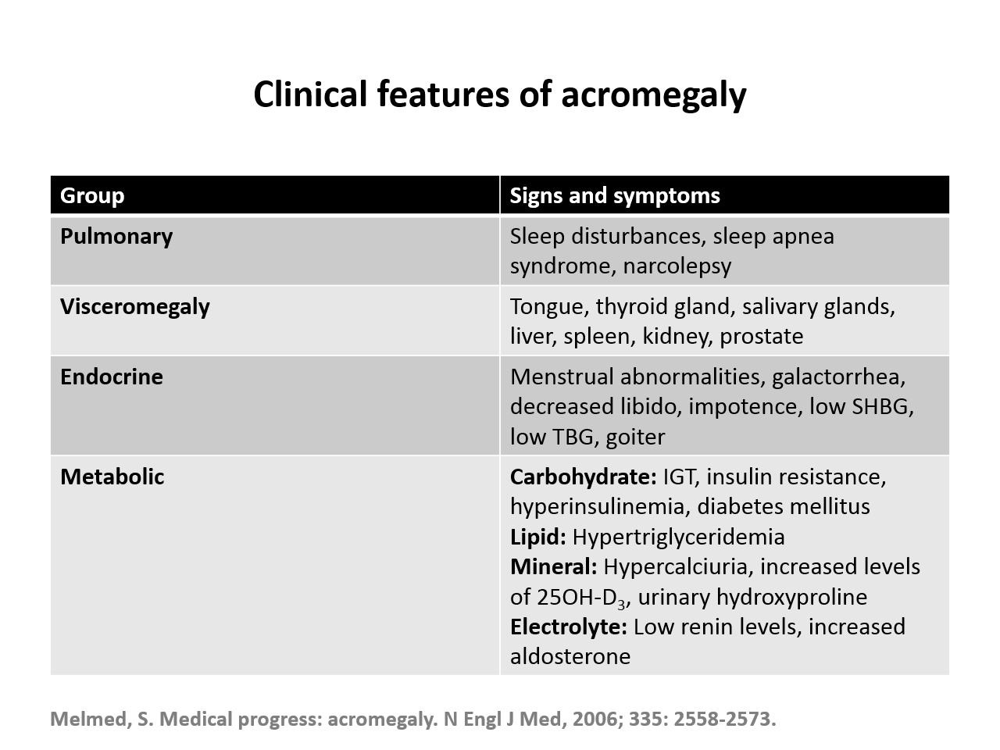 Clinical features of acromegaly
Group
Signs and symptoms
Pulmonary
Sleep disturbances, sleep apnea
syndrome, narcolepsy
Visceromegaly
Tongue, thyroid gland, salivary glands,
liver, spleen, kidney, prostate
Endocrine
Menstrual abnormalities, galactorrhea,
decreased libido, impotence, low SHBG,
low TBG, goiter
Metabolic
Carbohydrate: IGT, insulin resistance,
hyperinsulinemia, diabetes mellitus
Lipid: Hypertriglyceridemia
Mineral: Hypercalciuria, increased levels
of 25OH-D₃, urinary hydroxyproline
Electrolyte: Low renin levels, increased
aldosterone
Melmed, S. Medical progress: acromegaly. N Engl J Med, 2006; 335: 2558-2573.